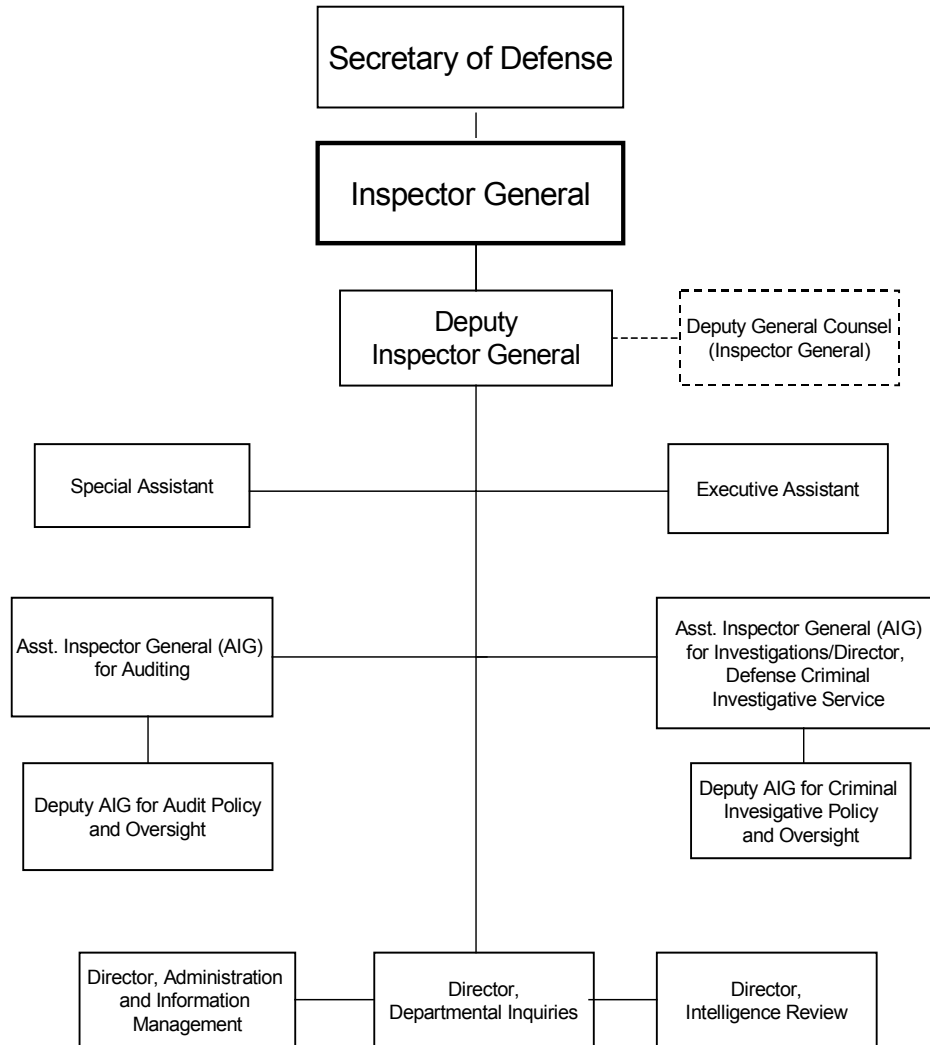 Secretary of Defense
Inspector General
Deputy
Inspector General
Deputy General Counsel
(Inspector General)
Special Assistant
Executive Assistant
Asst. Inspector General (AIG)
for Auditing
Asst. Inspector General (AIG)
for Investigations/Director,
Defense Criminal
Investigative Service
Deputy AIG for Audit Policy
and Oversight
Deputy AIG for Criminal
Invesigative Policy
and Oversight
Director, Administration
and Information
Management
Director,
Departmental Inquiries
Director,
Intelligence Review